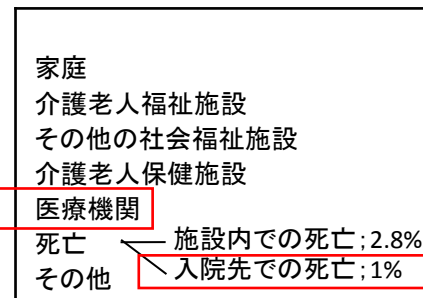 家庭
介護老人福祉施設
その他の社会福祉施設
介護老人保健施設
医療機関
死亡 施設内での死亡;2.8%
その他 入院先での死亡;1%